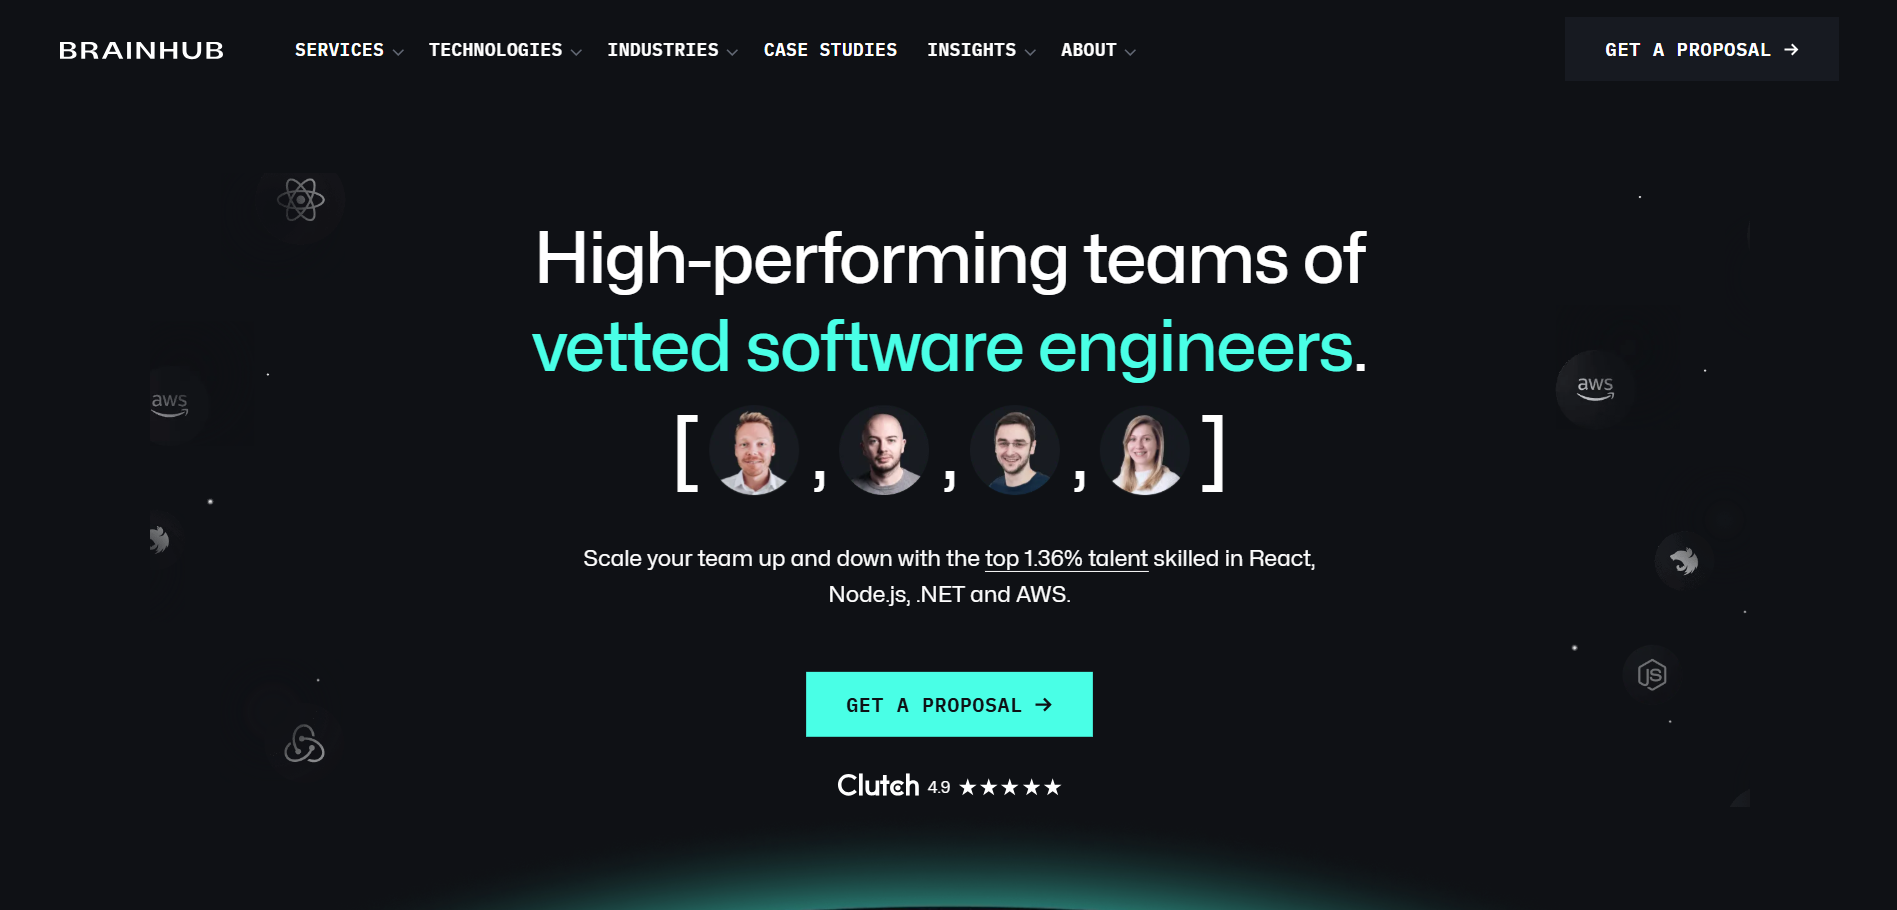 BRAINHUB
SERVICES
TECHNOLOGIES
INDUSTRIES
CASE STUDIES
INSIGHTS
ABOUT
GET A PROPOSAL →
High-performing teams of
vetted software engineers.
[ , , , ]
Scale your team up and down with the top 1.36% talent skilled in React,
Node.js, .NET and AWS.
GET A PROPOSAL →
Clutch 4.9 ★★★★★
aws
aws
JS